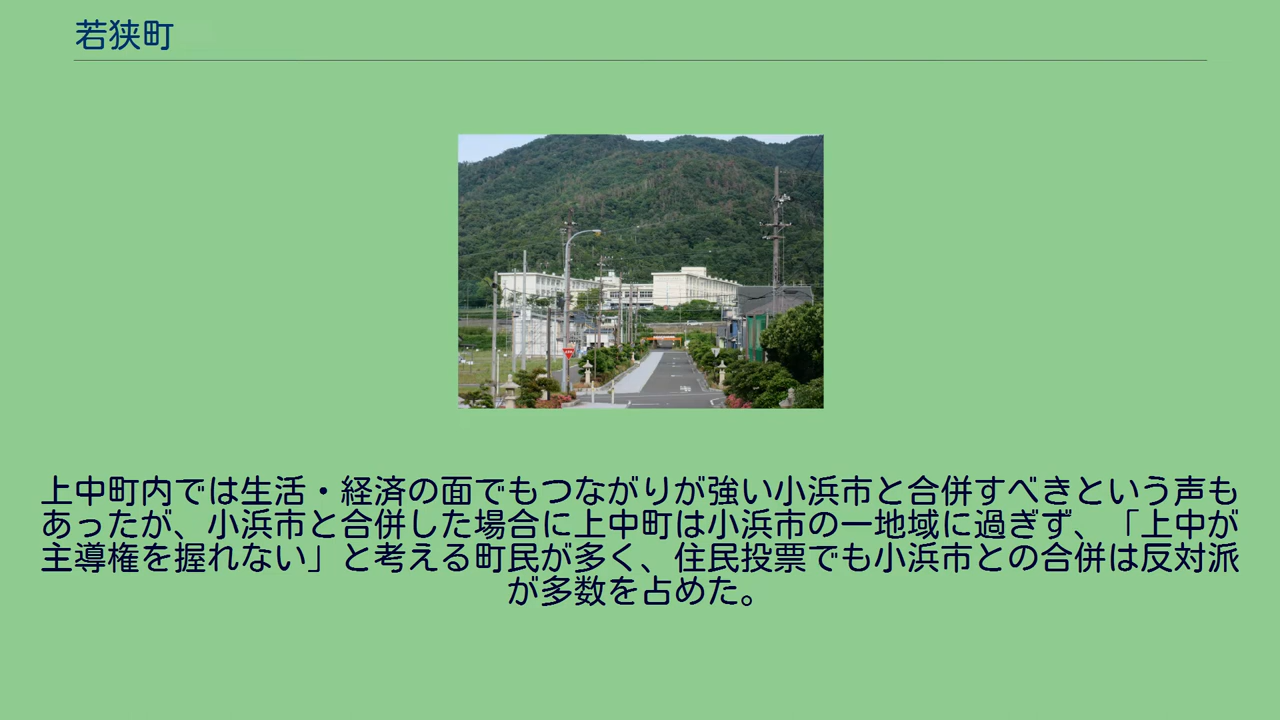 若狭町
上中町内では生活・経済の面でもつながりが強い小浜市と合併すべきという声も
あったが、小浜市と合併した場合に上中町は小浜市の一地域に過ぎず、「上中が
主導権を握れない」と考える町民が多く、住民投票でも小浜市との合併は反対派
が多数を占めた。